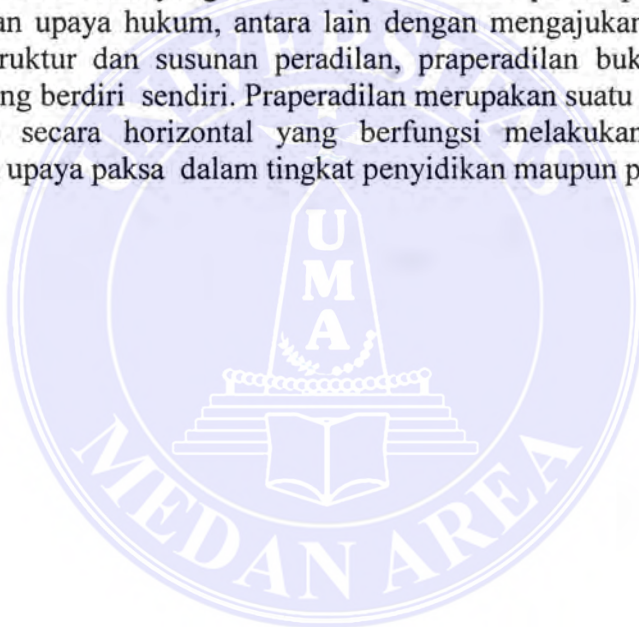 an upaya hukum, antara lain dengan mengajukan
ruktur dan susunan peradilan, praperadilan buk
ng berdiri sendiri. Praperadilan merupakan suatu
secara horizontal yang berfungsi melakukan
upaya paksa dalam tingkat penyidikan maupun p
UNIVERSITAS
U
M
A
MEDAN AREA